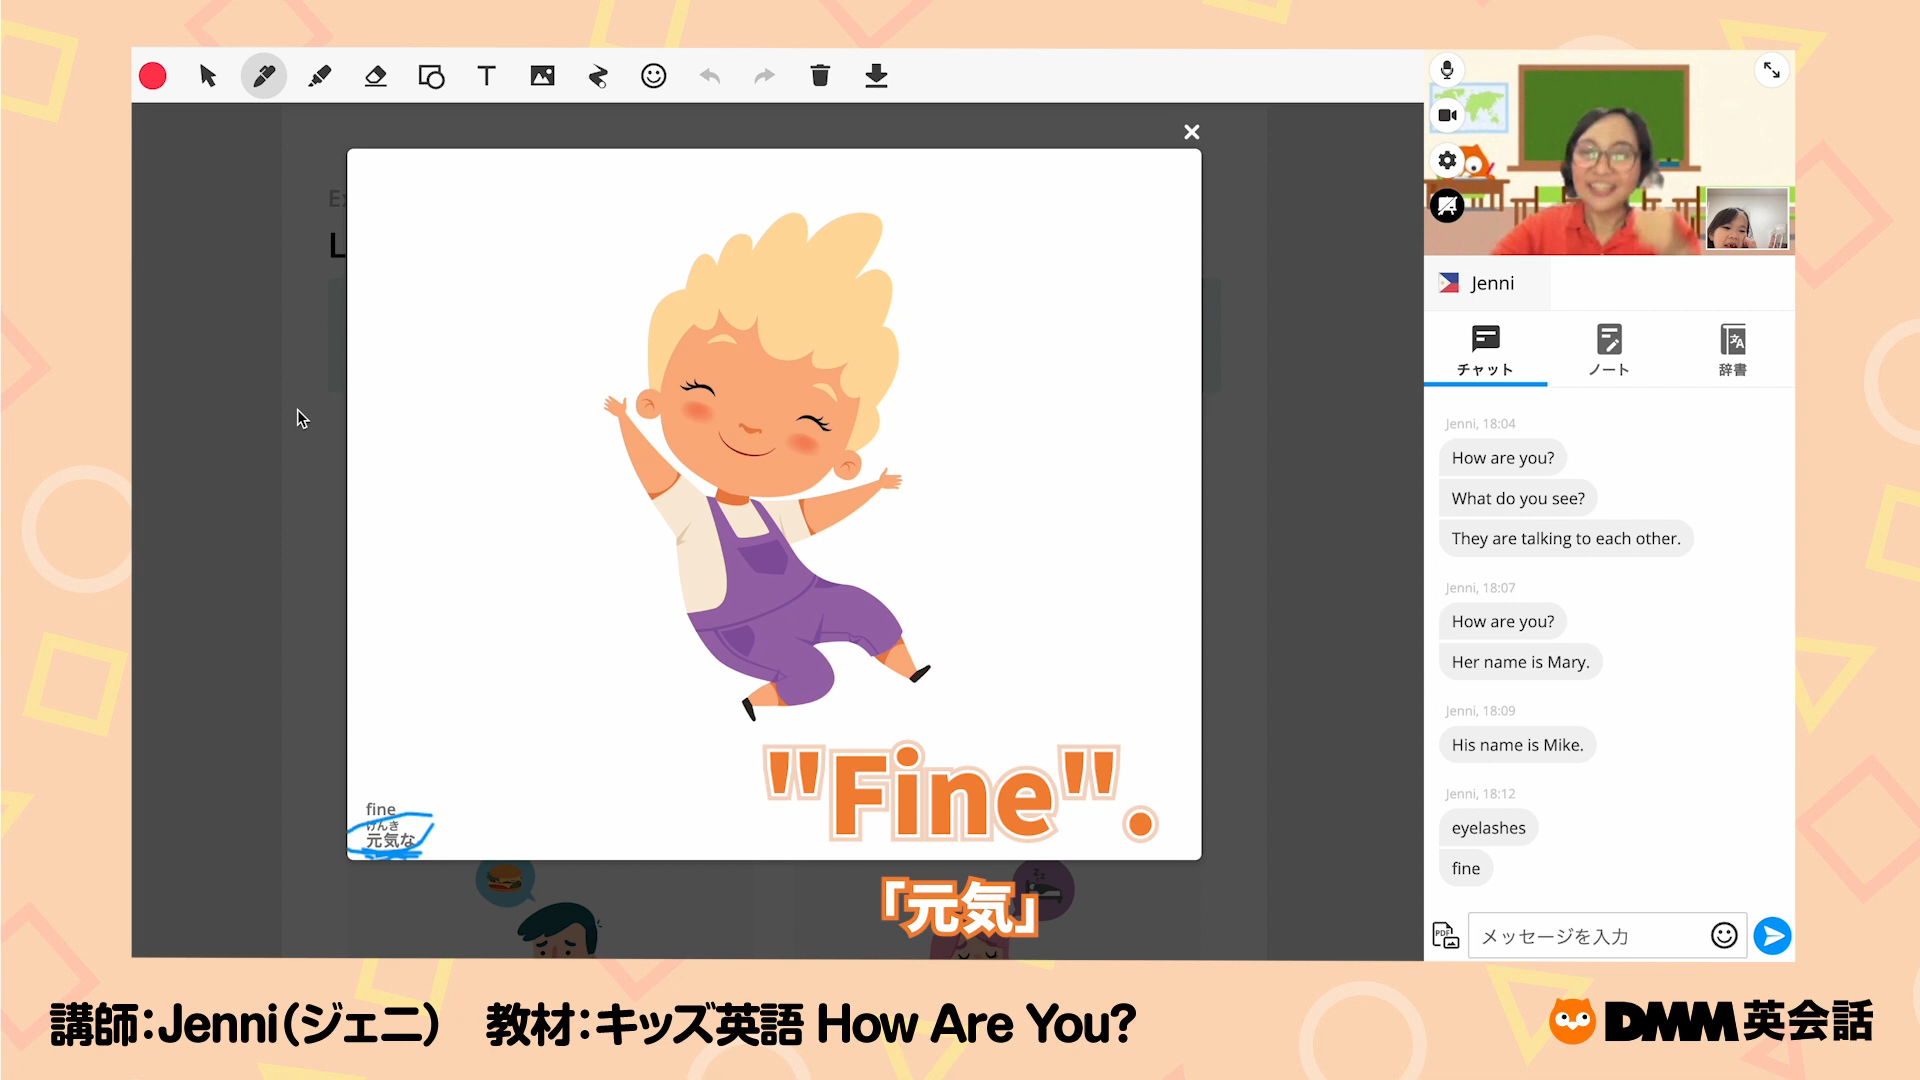 L
fine
げんき
元気な
"Fine".
「元気」
Jenni
チャット
ノート
辞書
Jenni, 18:04
How are you?
What do you see?
They are talking to each other.
Jenni, 18:07
How are you?
Her name is Mary.
Jenni, 18:09
His name is Mike.
Jenni, 18:12
eyelashes
fine
PDF
メッセージを入力
講師：Jenni（ジェニ） 教材：キッズ英語 How Are You?
DMM英会話